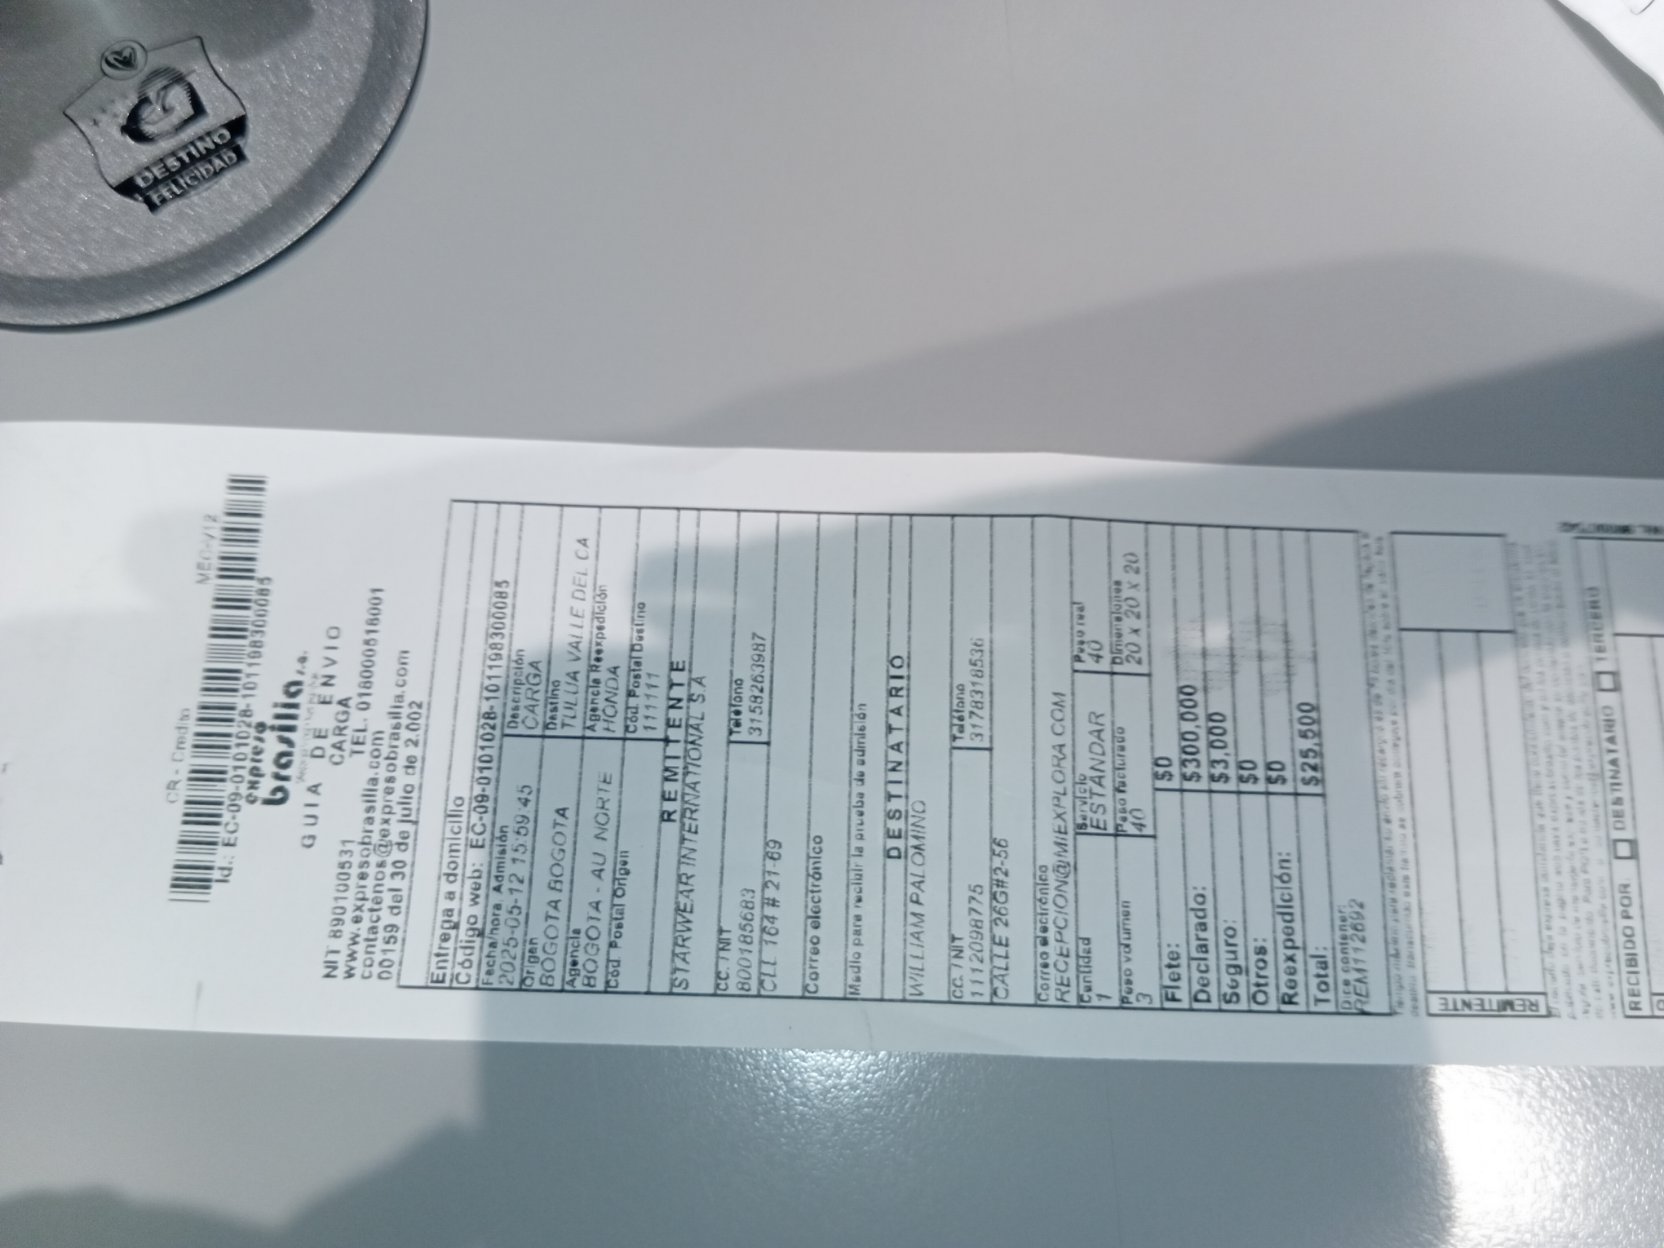 DESTINO
FELICIDAD
CR - Credito
Id.: EC-09-0101028-101198300085
expreso
brasilia s.a.
GUIA DE ENVIO
CARGA
NIT 890100531 TEL. 018000518001
www.expresobrasilia.com
contactenos@expresobrasilia.com
00159 del 30 de julio de 2.002
Entrega a domicilio
Código web: EC-09-0101028-101198300085
Fecha/hora Admisión Descripción
2025-05-12 15:59:45 CARGA
Origen Destino
BOGOTA BOGOTA TULUA VALLE DEL CA
Agencia Agencia Reexpedición
BOGOTA - AU NORTE HONDA
Cód. Postal Origen Cód. Postal Destino
111111
REMITENTE
STARWEAR INTERNATIONAL S.A
CC. / NIT Teléfono
800185683 3158263987
CLL 164 # 21-69
Correo electrónico
Medio para recibir la prueba de admisión
DESTINATARIO
WILLIAM PALOMINO
CC. / NIT Teléfono
1112098775 3178318536
CALLE 26G#2-56
Correo electrónico
RECEPCION@MIEXPLORA.COM
Cantidad Servicio Peso real
1 ESTÁNDAR 40
Peso volumen Peso facturado Dimensiones
3 40 20 x 20 x 20
Flete: $0
Declarado: $300,000
Seguro: $3,000
Otros: $0
Reexpedición: $0
Total: $25,500
Dice contener:
REM112692
REMITENTE
RECIBIDO POR: DESTINATARIO TERCERO